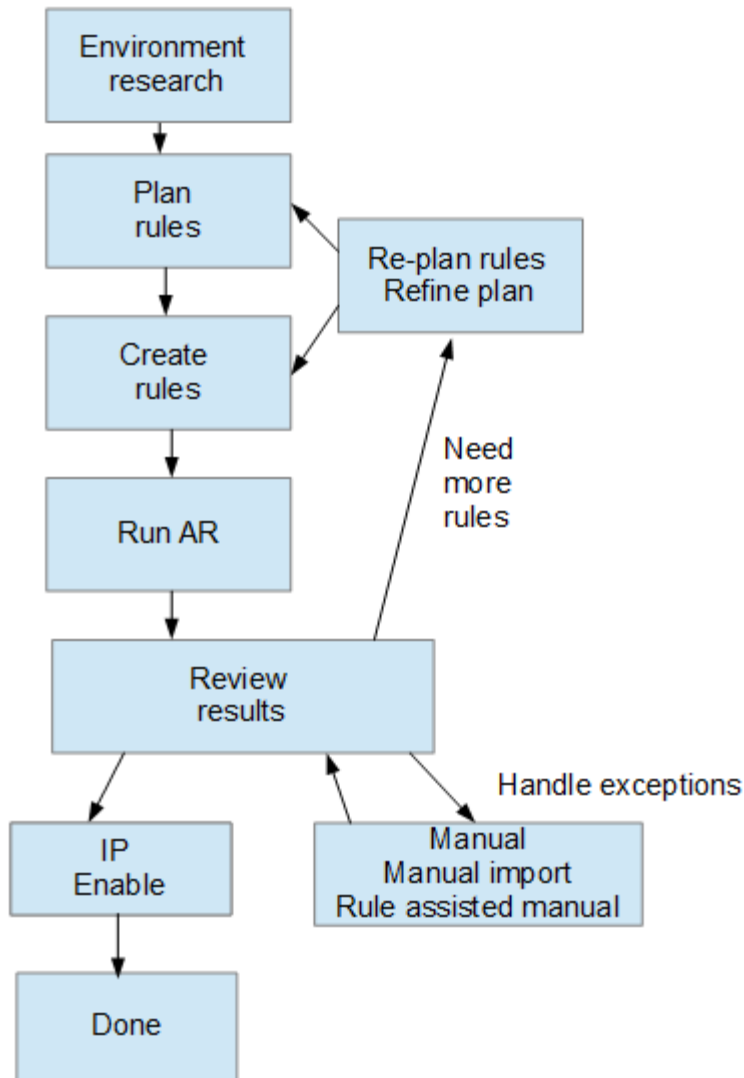 Environment
research
Plan
rules
Re-plan rules
Refine plan
Create
rules
Need
more
rules
Run AR
Review
results
Handle exceptions
IP
Enable
Manual
Manual import
Rule assisted manual
Done